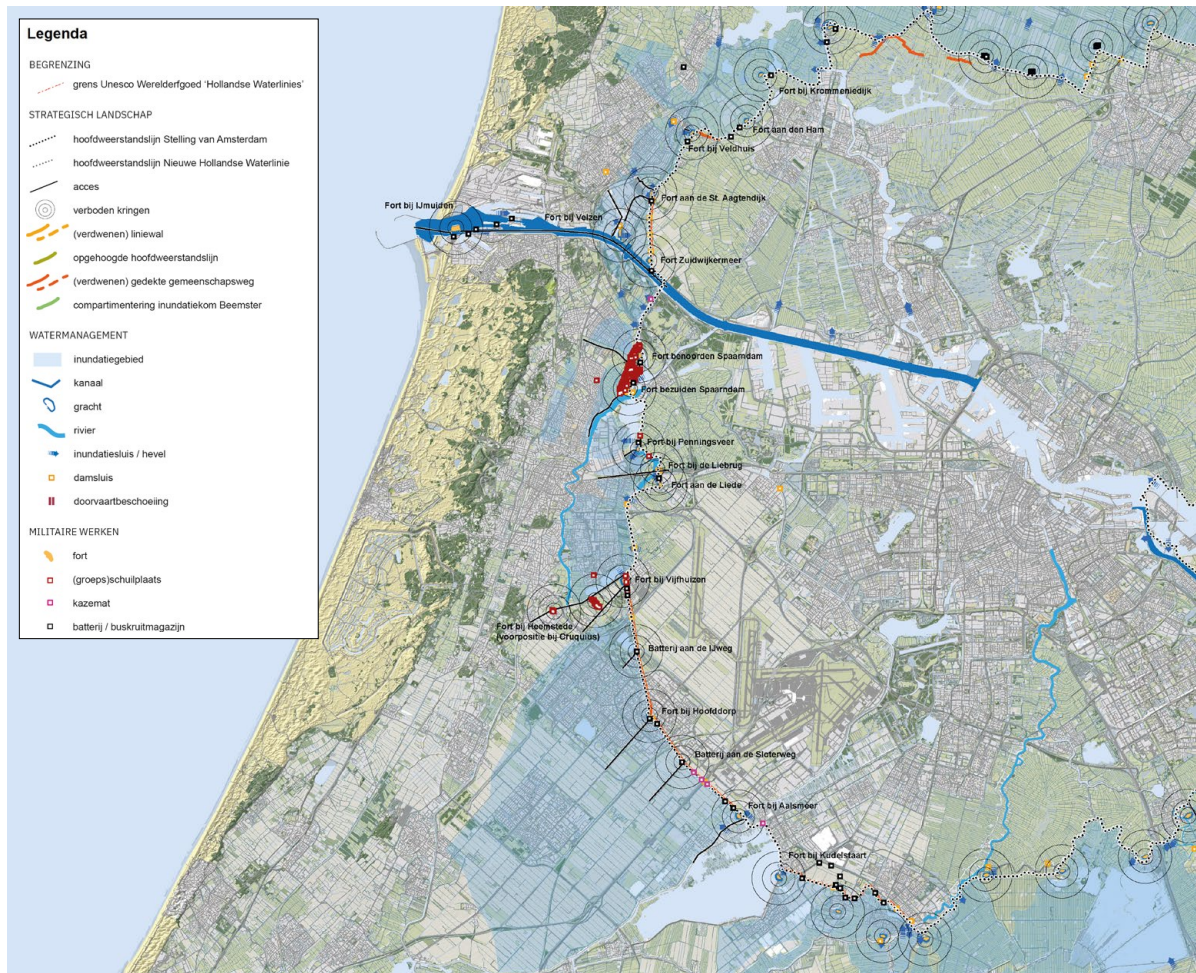 Legenda
BEGRENZING
grens Unesco Werelderfgoed 'Hollandse Waterlinies'
STRATEGISCH LANDSCHAP
hoofdweerstandslijn Stelling van Amsterdam
hoofdweerstandslijn Nieuwe Hollandse Waterlinie
acces
verboden kringen
(verdwenen) liniewal
opgehoogde hoofdweerstandslijn
(verdwenen) gedekte gemeenschapsweg
compartimentering inundatiekom Beemster
WATERMANAGEMENT
inundatiegebied
kanaal
gracht
rivier
inundatiesluis / hevel
damsluis
doorvaartbeschoeiing
MILITAIRE WERKEN
fort
(groeps)schuilplaats
kazemat
batterij / buskruitmagazijn
Fort bij Krommeniedijk
Fort aan den Ham
Fort bij Veldhuis
Fort aan de St. Aagtendijk
Fort bij IJmuiden
Fort bij Velzen
Fort Zuidwijkermeer
Fort benoorden Spaarndam
Fort bezuiden Spaarndam
Fort bij Penningsveer
Fort bij de Liebrug
Fort aan de Liede
Fort bij Vijfhuizen
Fort bij Heemstede
(voorpositie bij Cruquius)
Batterij aan de IJweg
Fort bij Hoofddorp
Batterij aan de Sloterweg
Fort bij Aalsmeer
Fort bij Kudelstaart